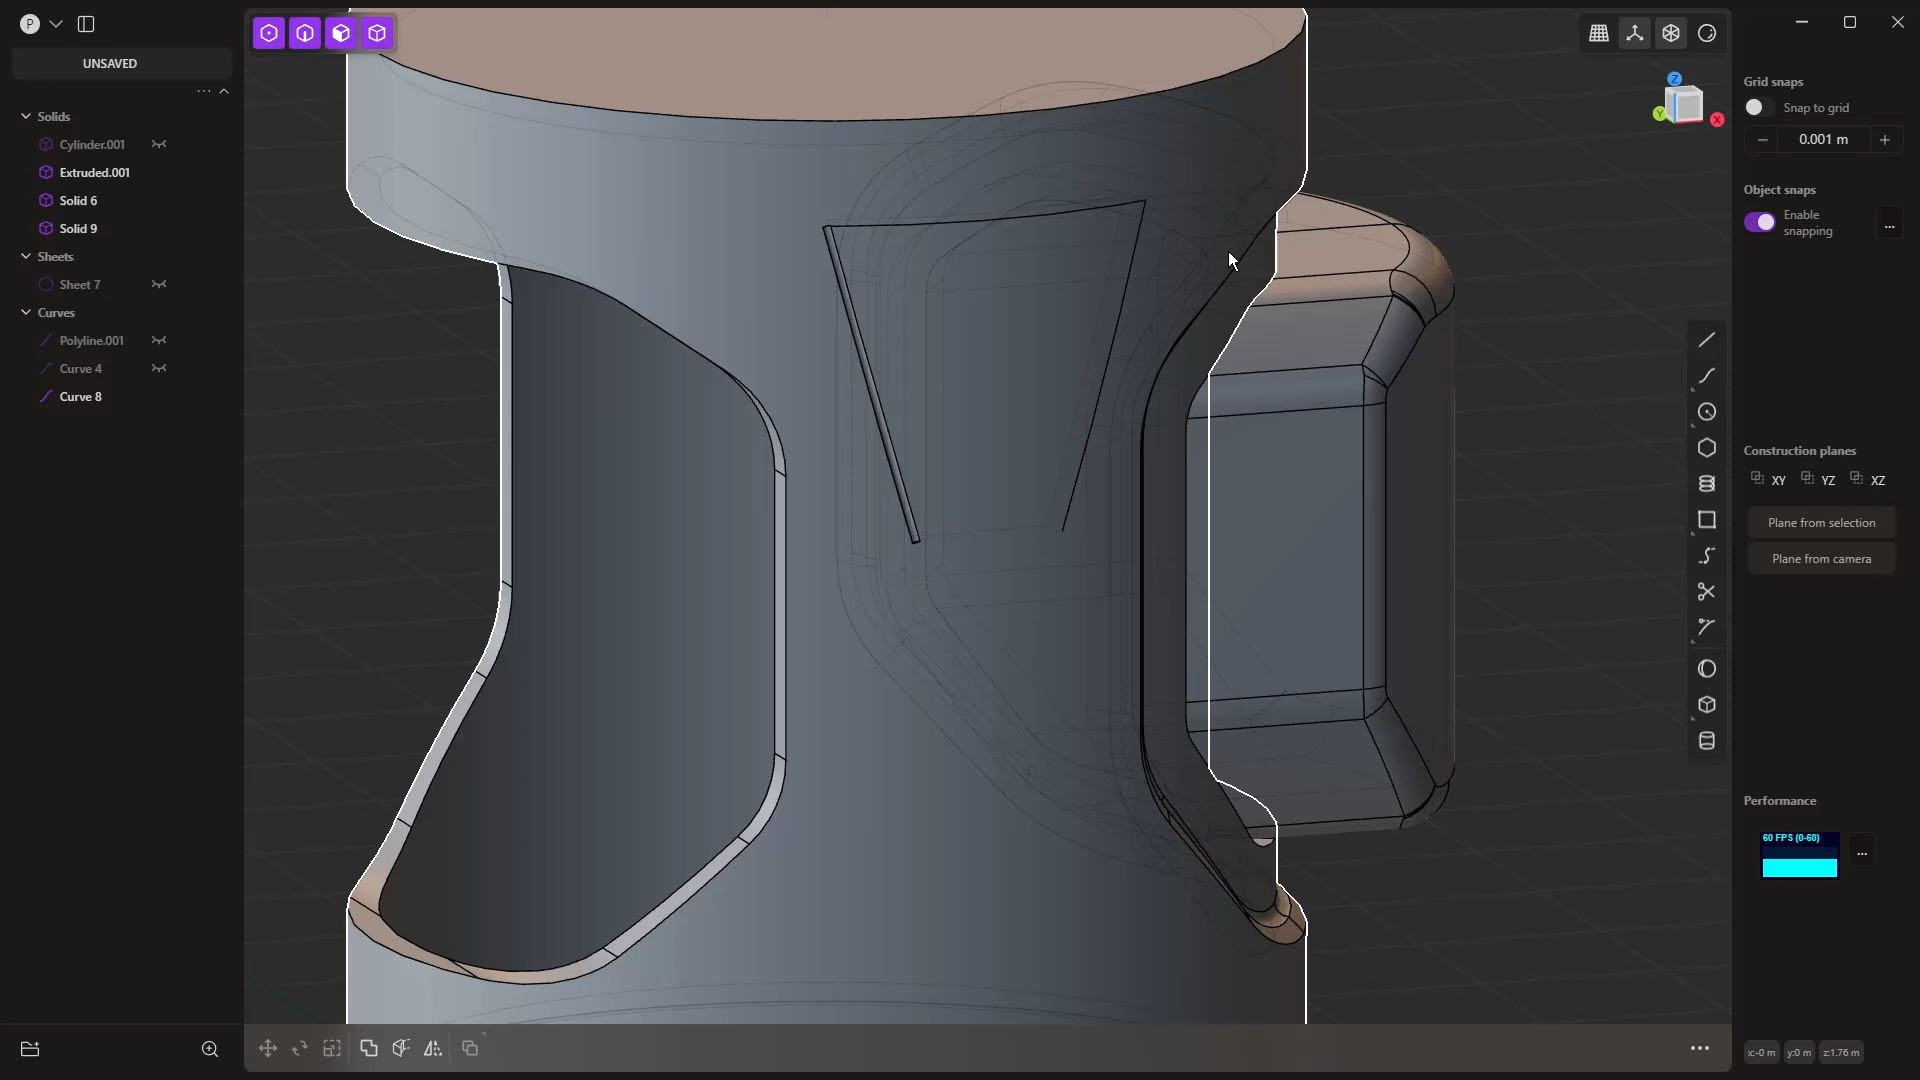 P
UNSAVED
Solids
Cylinder.001
Extruded.001
Solid 6
Solid 9
Sheets
Sheet 7
Curves
Polyline.001
Curve 4
Curve 8
Z
Y
X
Grid snaps
Snap to grid
0.001 m
Object snaps
Enable
snapping
Construction planes
XY YZ XZ
Plane from selection
Plane from camera
Performance
60 FPS (0-60)
x:-0 m y:0 m z:1.76 m